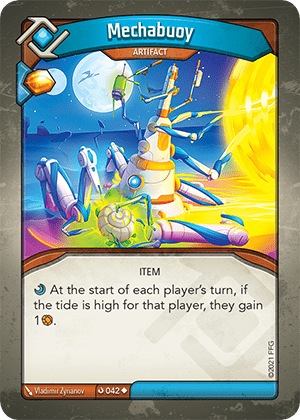 Mechabuoy
ARTIFACT
ITEM
At the start of each player's turn, if
the tide is high for that player, they gain
1.
Vladimir Zyrianov
042
©2021 FFG